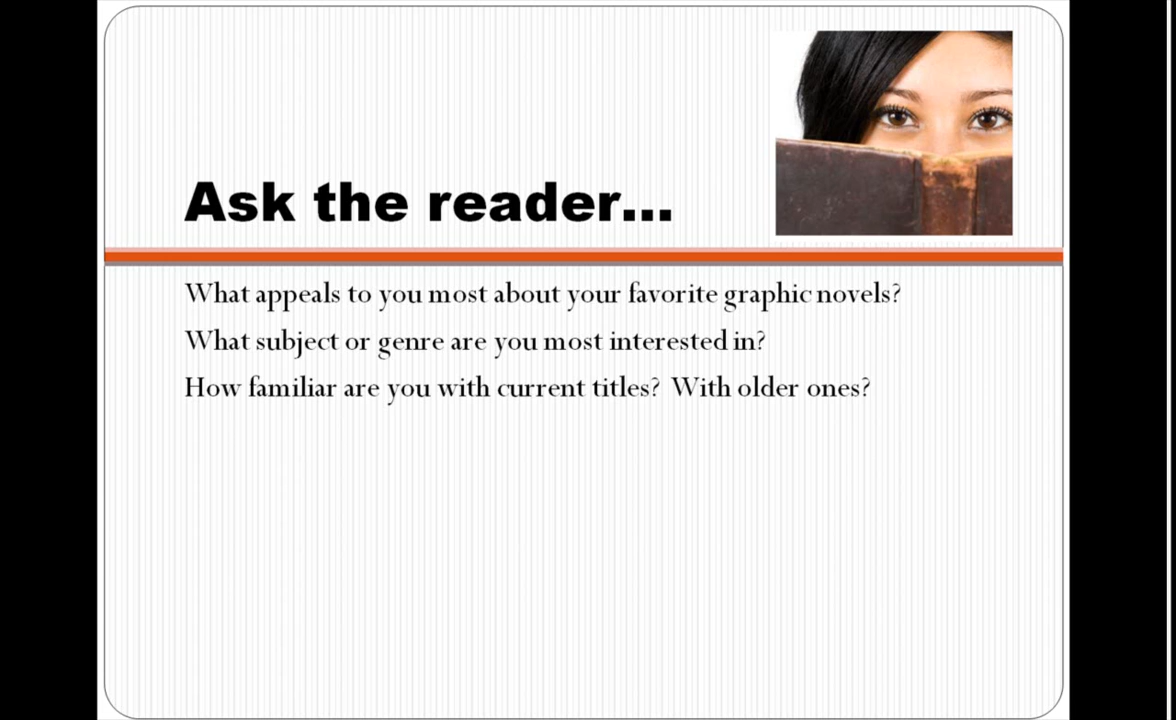 Ask the reader...
What appeals to you most about your favorite graphic novels?
What subject or genre are you most interested in?
How familiar are you with current titles? With older ones?